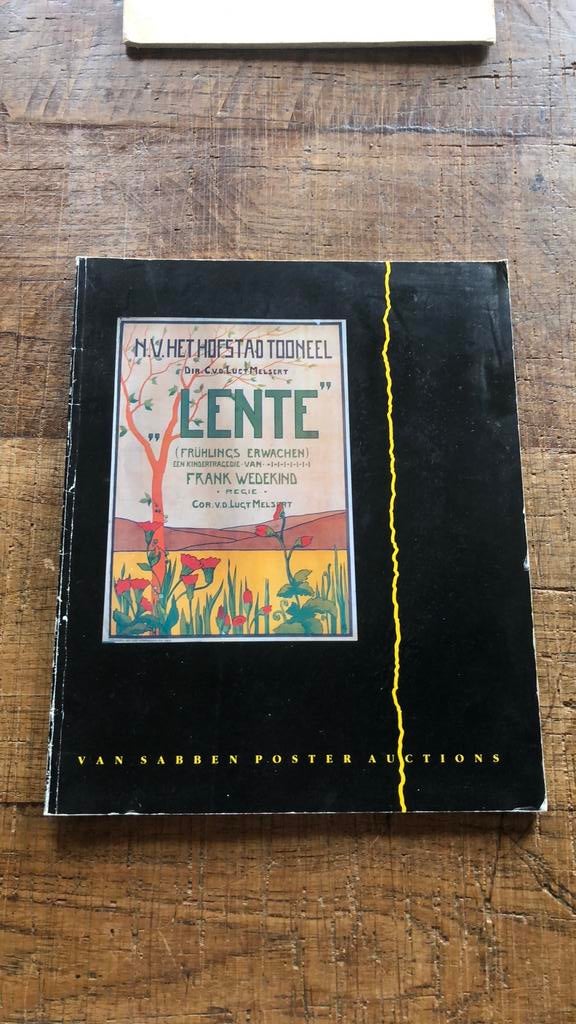 N.V. HET HOFSTAD TOONEEL
DIR. C.V.D. LUGT MELSERT
„LENTE”
(FRÜHLINGS ERWACHEN)
EEN KINDERTRAGEDIE · VAN
FRANK WEDEKIND
· REGIE ·
COR. V.D. LUGT MELSERT
VAN SABBEN POSTER AUCTIONS